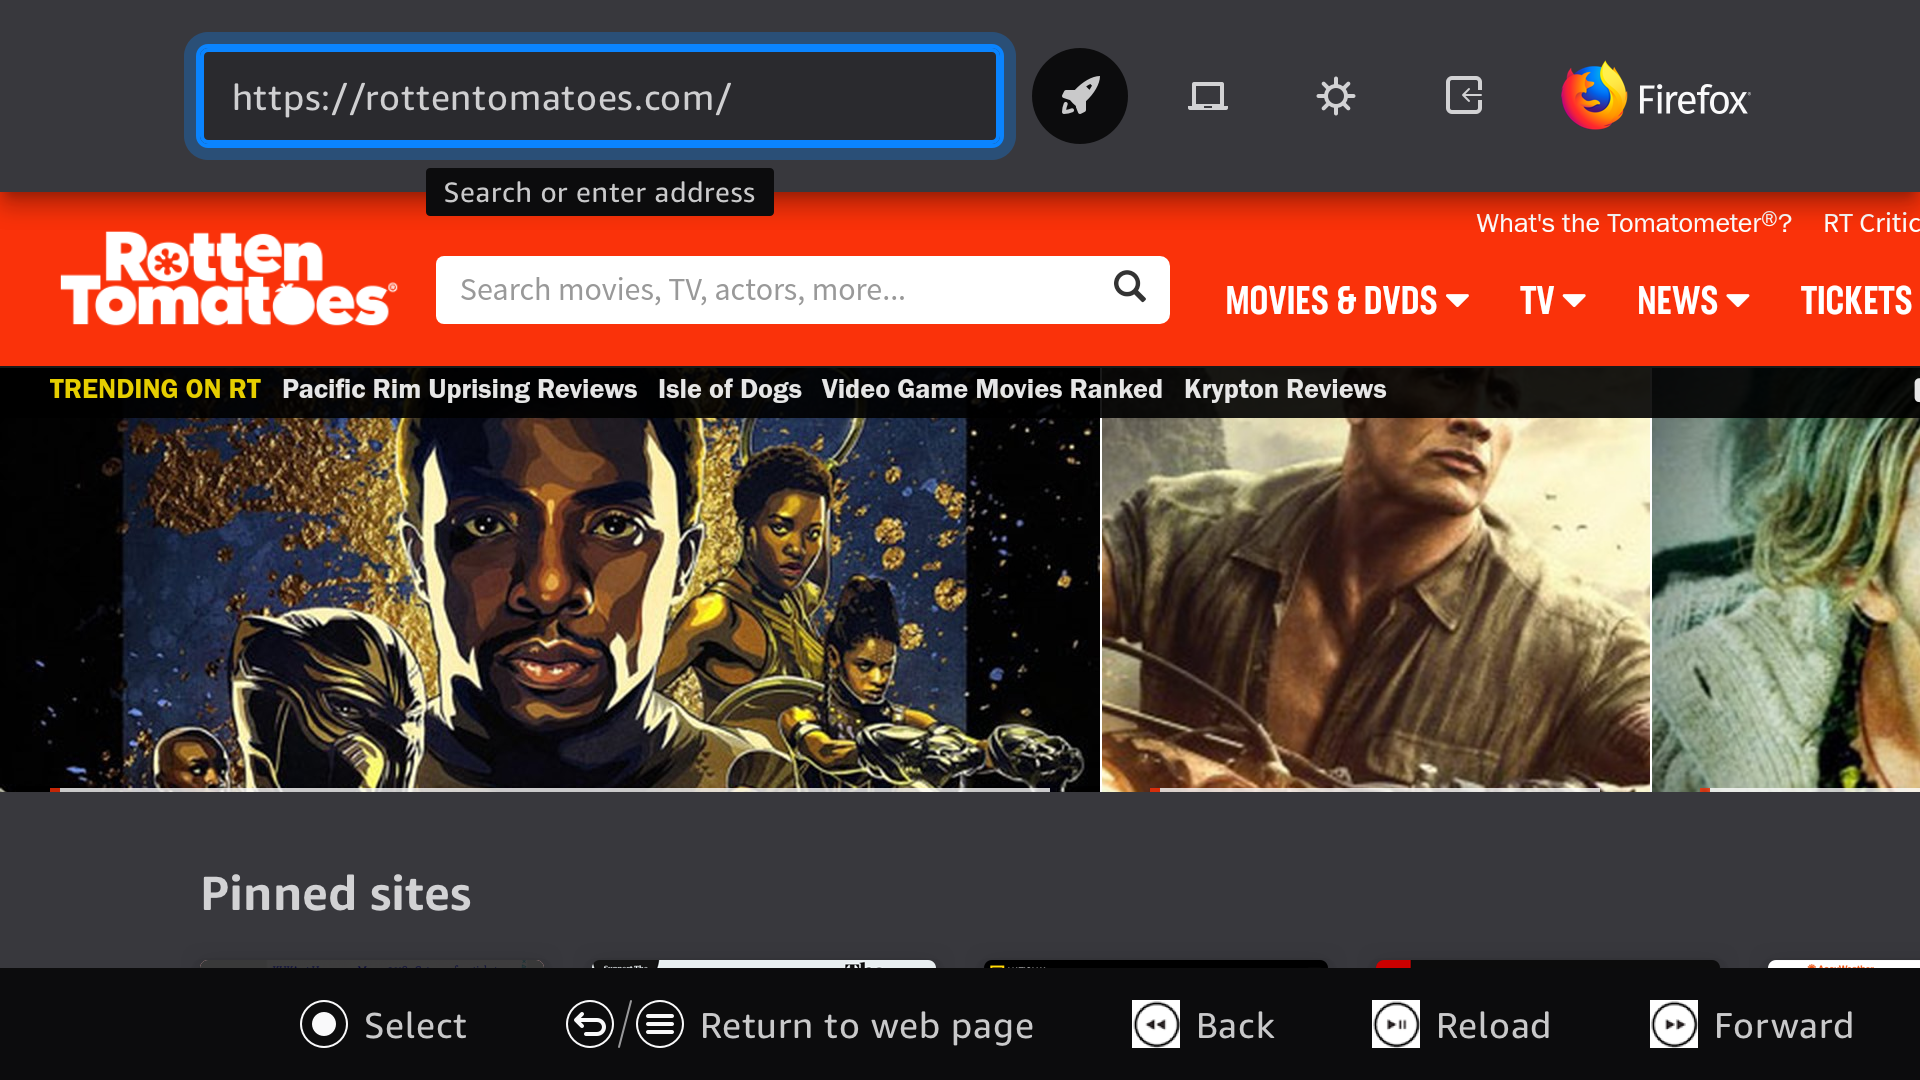 https://rottentomatoes.com/
Firefox
Search or enter address
What's the Tomatometer®? RT Critic
Rotten
Tomatoes®
Search movies, TV, actors, more...
MOVIES & DVDS TV NEWS TICKETS
TRENDING ON RT Pacific Rim Uprising Reviews Isle of Dogs Video Game Movies Ranked Krypton Reviews
Pinned sites
Select / Return to web page Back Reload Forward